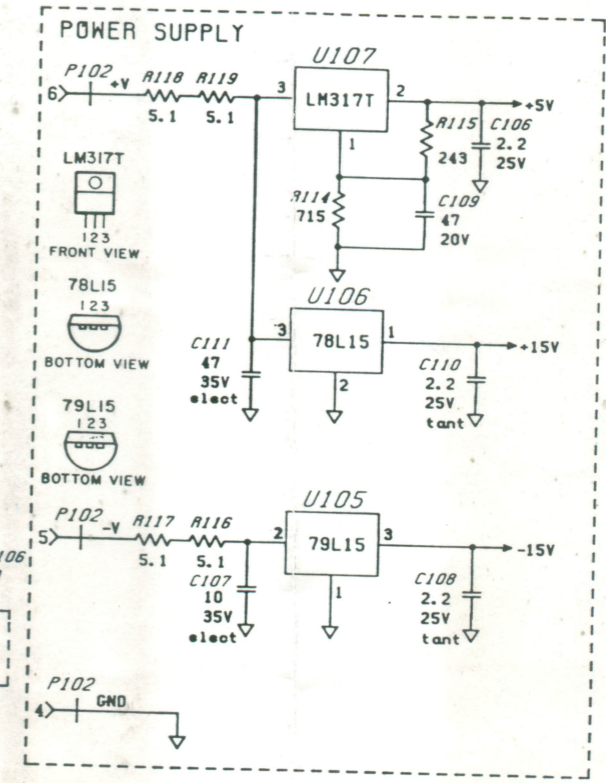 POWER SUPPLY
P102
+V
R118
R119
6
5.1
5.1
U107
3
LM317T
2
1
+5V
R115
243
C106
2.2
25V
R114
715
C109
47
20V
LM317T
123
FRONT VIEW
78L15
123
BOTTOM VIEW
79L15
123
BOTTOM VIEW
U106
3
78L15
1
2
+15V
C111
47
35V
elect
C110
2.2
25V
tant
P102
-V
R117
R116
5
5.1
5.1
U105
2
79L15
3
1
-15V
C107
10
35V
elect
C108
2.2
25V
tant
106
P102
4
GND